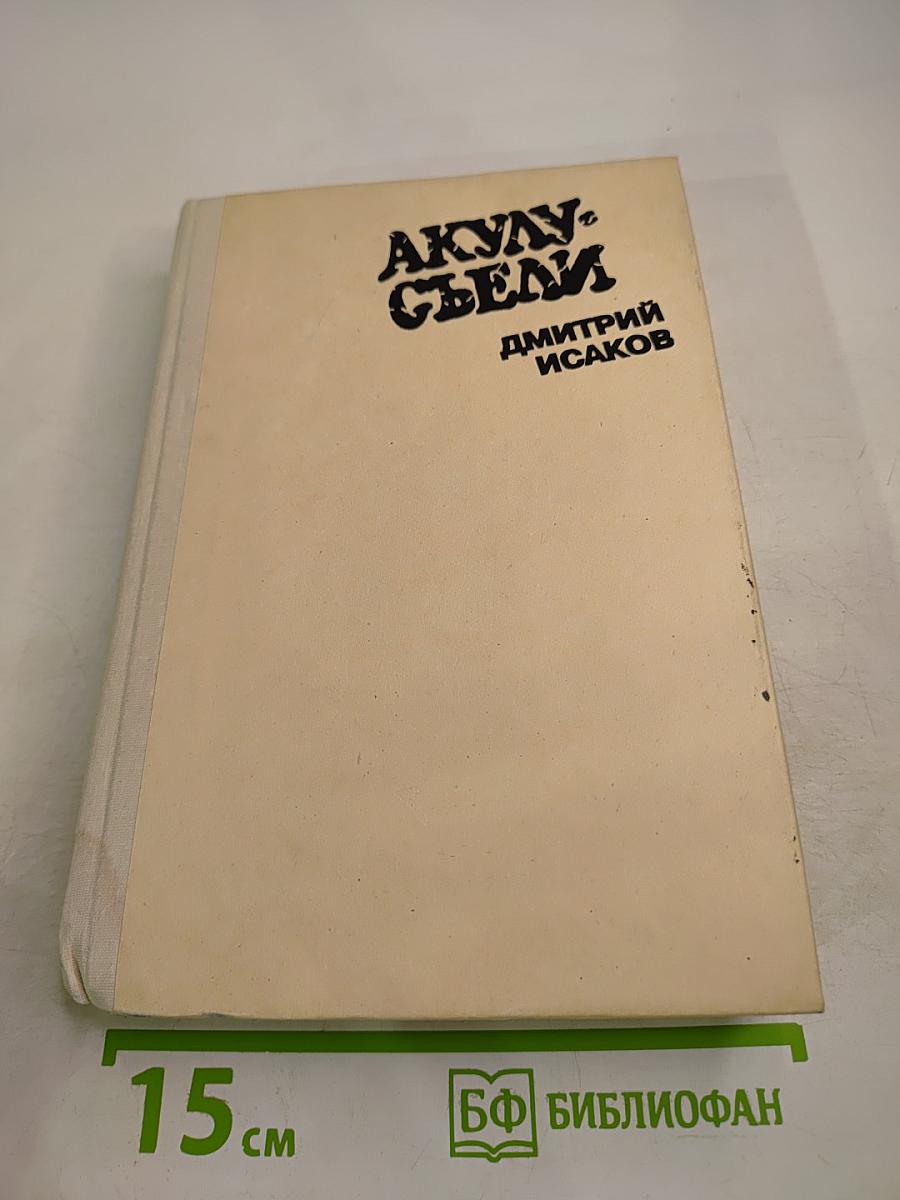 АКУЛУ-
СЪЕЛИ
ДМИТРИЙ
ИСАКОВ
15 см
БФ БИБЛИОФАН